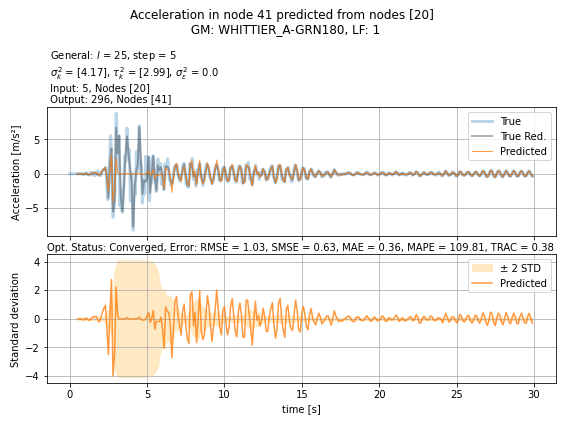 Acceleration in node 41 predicted from nodes [20]
GM: WHITTIER_A-GRN180, LF: 1
General: l = 25, step = 5
σ²ₖ = [4.17], τ²ₖ = [2.99], σ²ε = 0.0
Input: 5, Nodes [20]
Output: 296, Nodes [41]
Acceleration [m/s²]
5
0
−5
True
True Red.
Predicted
Opt. Status: Converged, Error: RMSE = 1.03, SMSE = 0.63, MAE = 0.36, MAPE = 109.81, TRAC = 0.38
Standard deviation
4
2
0
−2
−4
± 2 STD
Predicted
0 5 10 15 20 25 30
time [s]